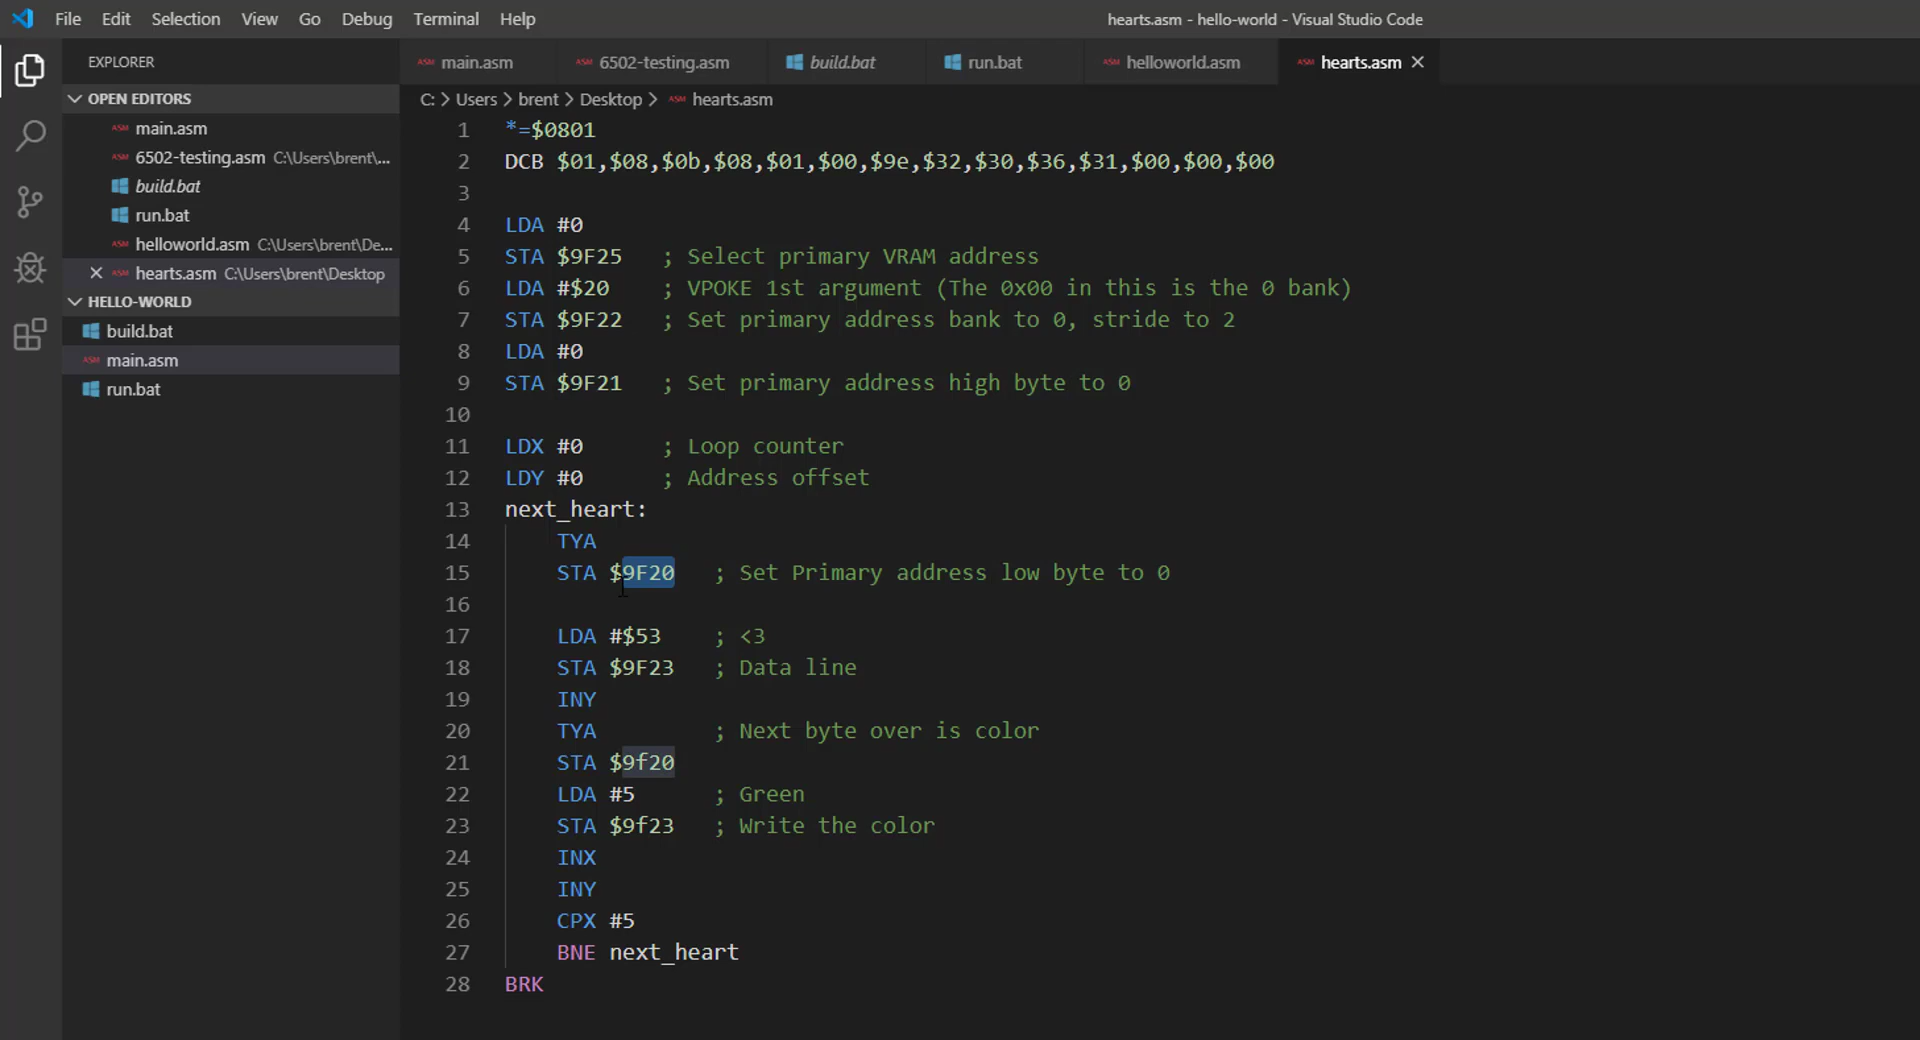 File Edit Selection View Go Debug Terminal Help
hearts.asm - hello-world - Visual Studio Code
EXPLORER
OPEN EDITORS
ASM main.asm
ASM 6502-testing.asm C:\Users\brent\...
build.bat
run.bat
ASM helloworld.asm C:\Users\brent\De...
ASM hearts.asm C:\Users\brent\Desktop
HELLO-WORLD
build.bat
ASM main.asm
run.bat
ASM main.asm ASM 6502-testing.asm build.bat run.bat ASM helloworld.asm ASM hearts.asm
C: > Users > brent > Desktop > ASM hearts.asm
1 *=$0801
2 DCB $01,$08,$0b,$08,$01,$00,$9e,$32,$30,$36,$31,$00,$00,$00
3
4 LDA #0
5 STA $9F25 ; Select primary VRAM address
6 LDA #$20 ; VPOKE 1st argument (The 0x00 in this is the 0 bank)
7 STA $9F22 ; Set primary address bank to 0, stride to 2
8 LDA #0
9 STA $9F21 ; Set primary address high byte to 0
10
11 LDX #0 ; Loop counter
12 LDY #0 ; Address offset
13 next_heart:
14 TYA
15 STA $9F20 ; Set Primary address low byte to 0
16
17 LDA #$53 ; <3
18 STA $9F23 ; Data line
19 INY
20 TYA ; Next byte over is color
21 STA $9f20
22 LDA #5 ; Green
23 STA $9f23 ; Write the color
24 INX
25 INY
26 CPX #5
27 BNE next_heart
28 BRK